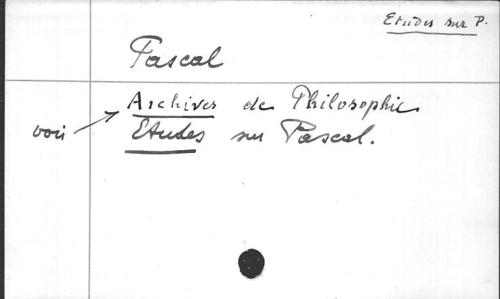 Etudes sur P.
Pascal
Archives de Philosophie
voir Etudes sur Pascal.